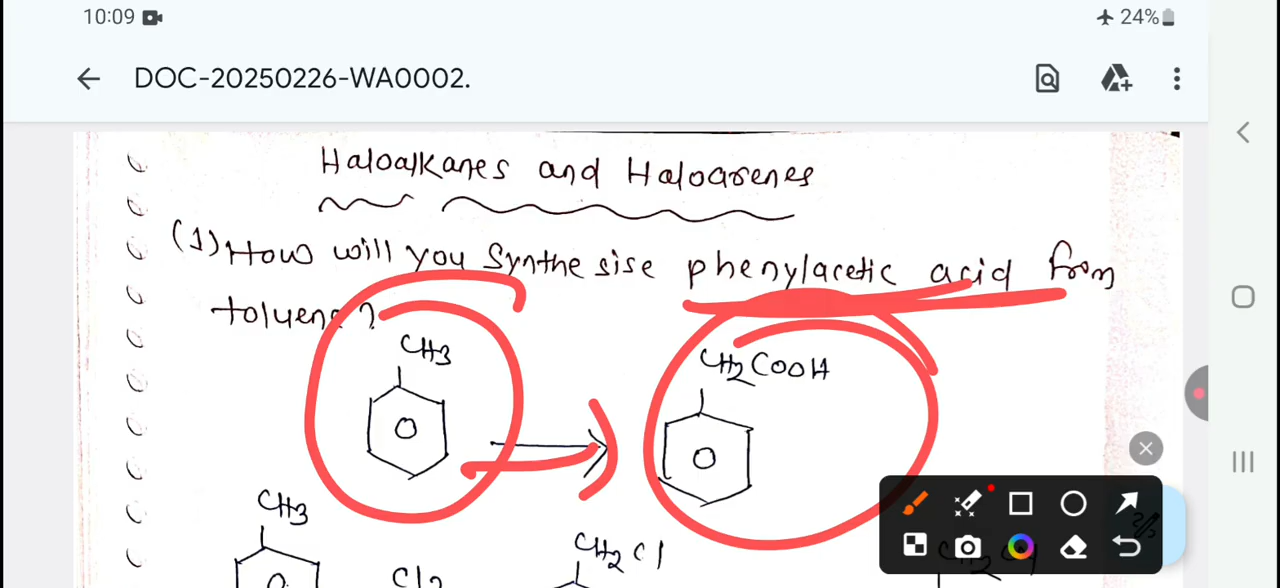 10:09
24%
DOC-20250226-WA0002.
Haloalkanes and Haloarenes
(1) How will you Synthesise phenylacetic acid from
toluene?
CH3
CH2COOH
CH3
CH2Cl
Cl2